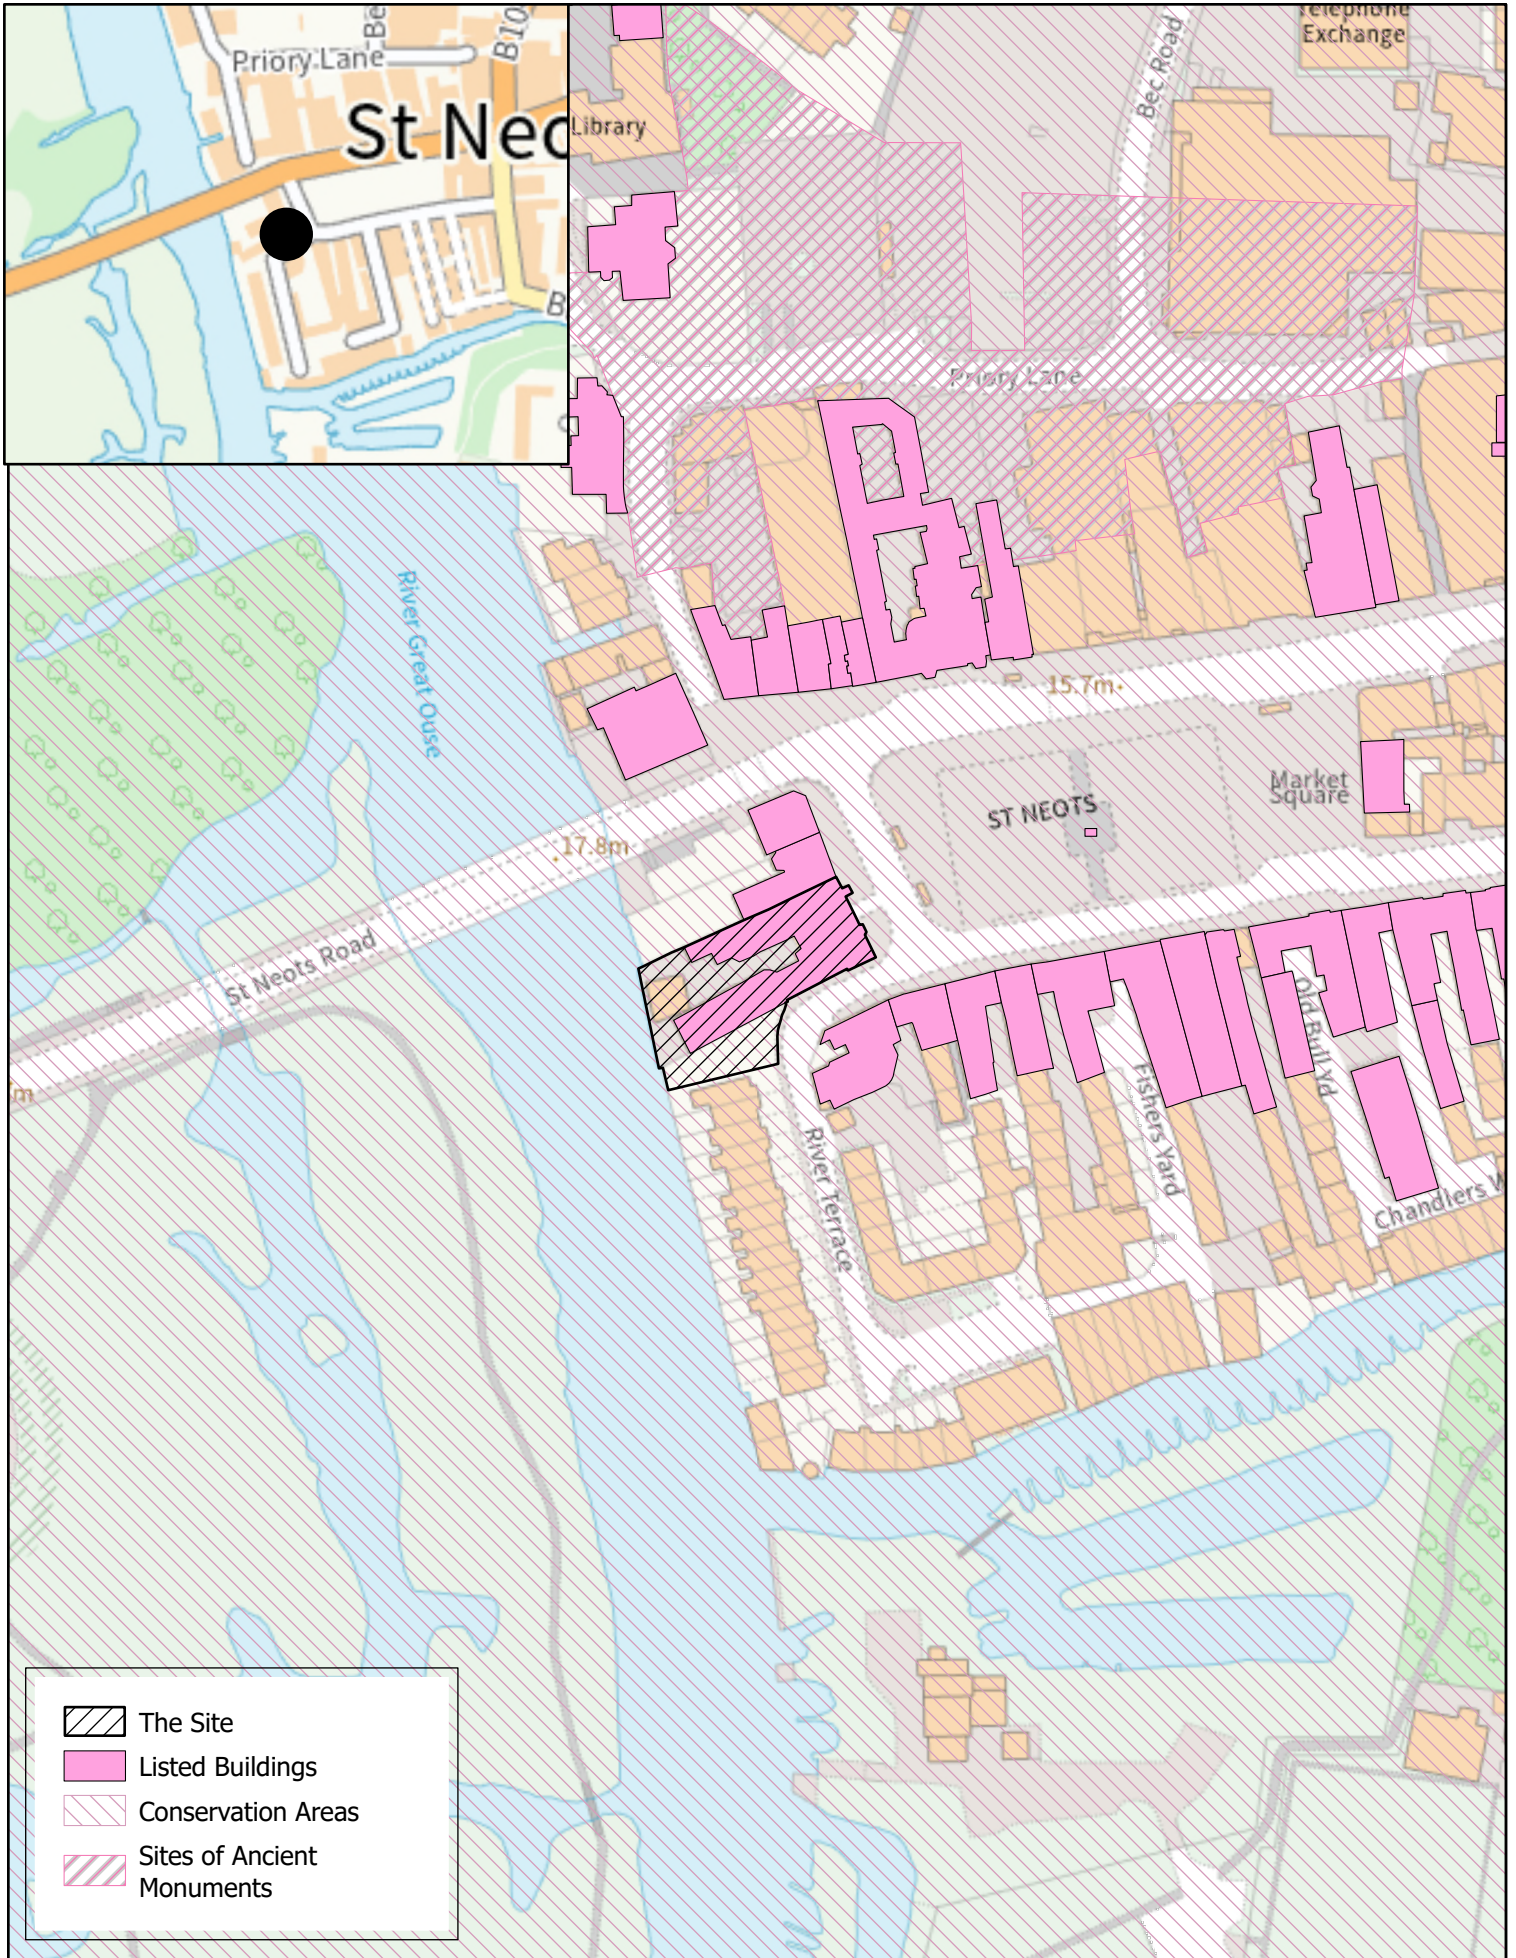 Priory Lane
Be
B10
St Neo
B
Library
Bec Road
Telephone
Exchange
Priory Lane
River Great Ouse
15.7m
Market
Square
ST NEOTS
17.8m
St Neots Road
m
Old Bull Yd
Fishers Yard
River Terrace
Chandlers W
The Site
Listed Buildings
Conservation Areas
Sites of Ancient
Monuments